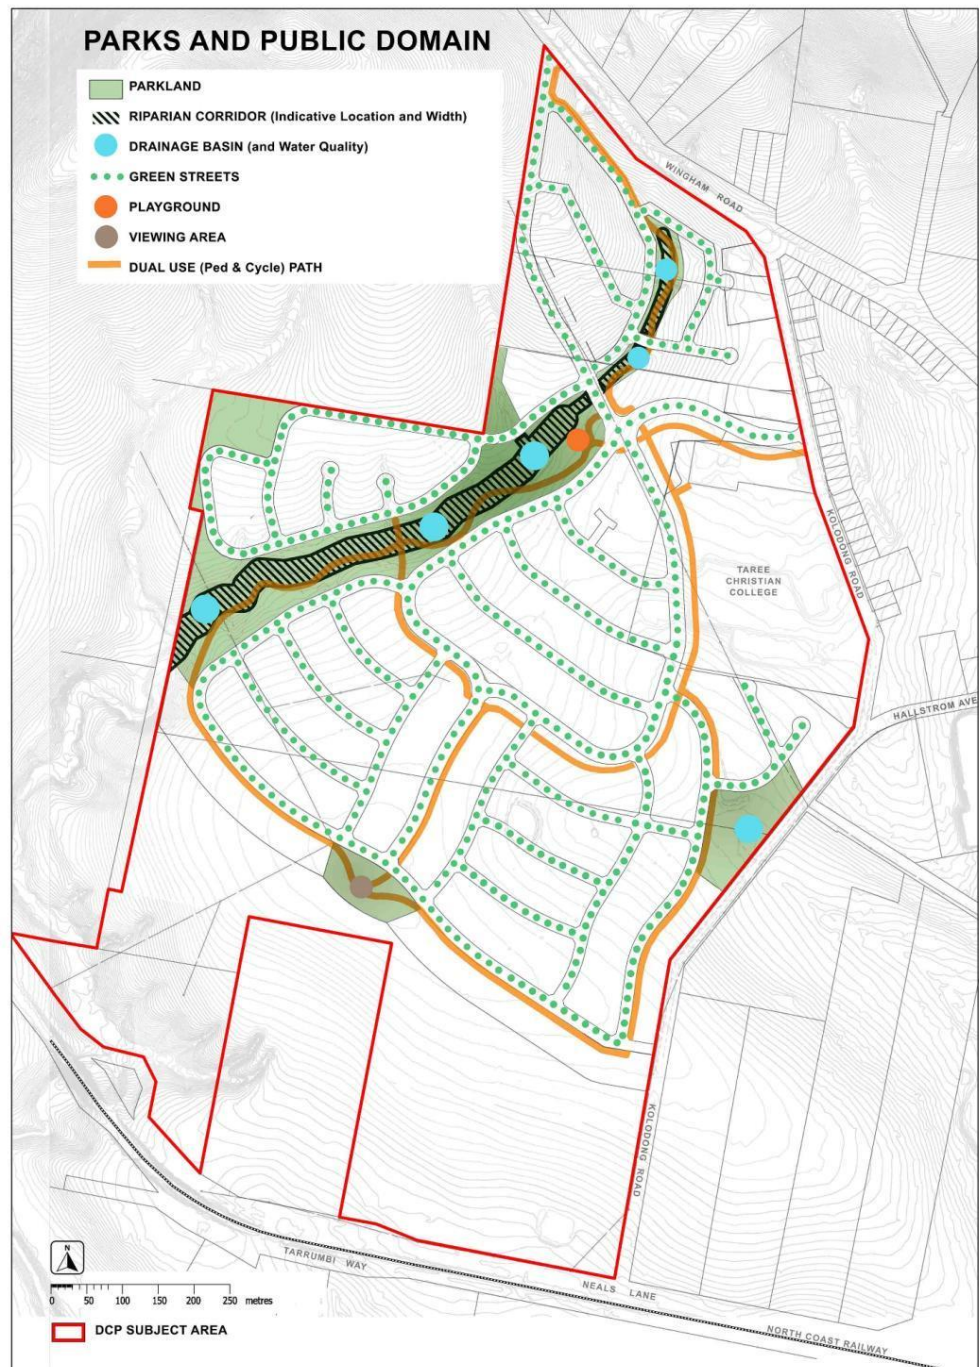 PARKS AND PUBLIC DOMAIN
PARKLAND
RIPARIAN CORRIDOR (Indicative Location and Width)
DRAINAGE BASIN (and Water Quality)
GREEN STREETS
PLAYGROUND
VIEWING AREA
DUAL USE (Ped & Cycle) PATH
WINGHAM ROAD
KOLODONG ROAD
TAREE
CHRISTIAN
COLLEGE
HALLSTROM AVE
KOLODONG ROAD
TARRUMBI WAY
NEALS LANE
NORTH COAST RAILWAY
N
0 50 100 150 200 250 metres
DCP SUBJECT AREA